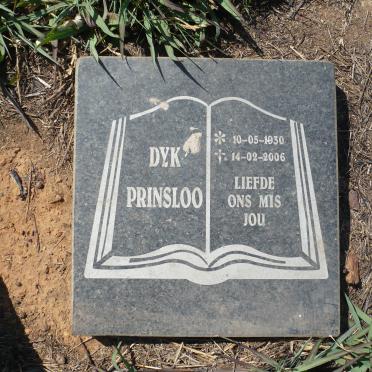 DYK
PRINSLOO
* 10-05-1930
† 14-02-2006
LIEFDE
ONS MIS
JOU